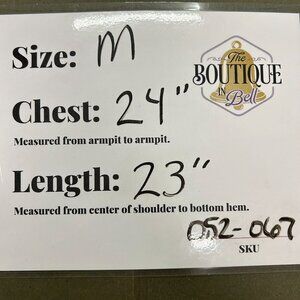 Size: M
The
BOUTIQUE
IN
Bell
Chest: 24"
Measured from armpit to armpit.
Length: 23"
Measured from center of shoulder to bottom hem.
052-067
SKU